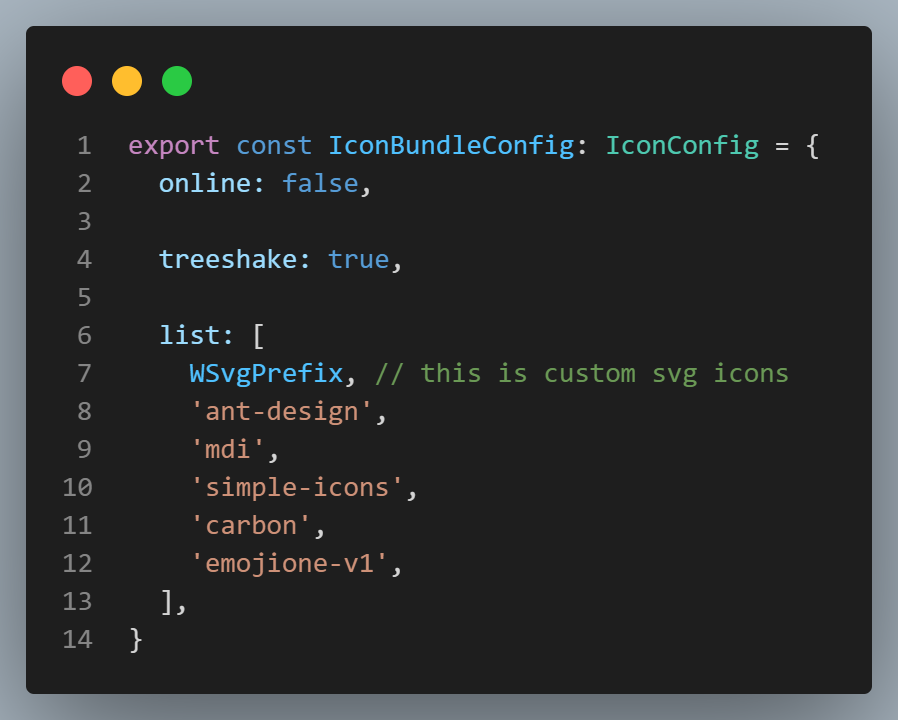 1 export const IconBundleConfig: IconConfig = {
2   online: false,
3
4   treeshake: true,
5
6   list: [
7     WSvgPrefix, // this is custom svg icons
8     'ant-design',
9     'mdi',
10     'simple-icons',
11     'carbon',
12     'emojione-v1',
13   ],
14 }